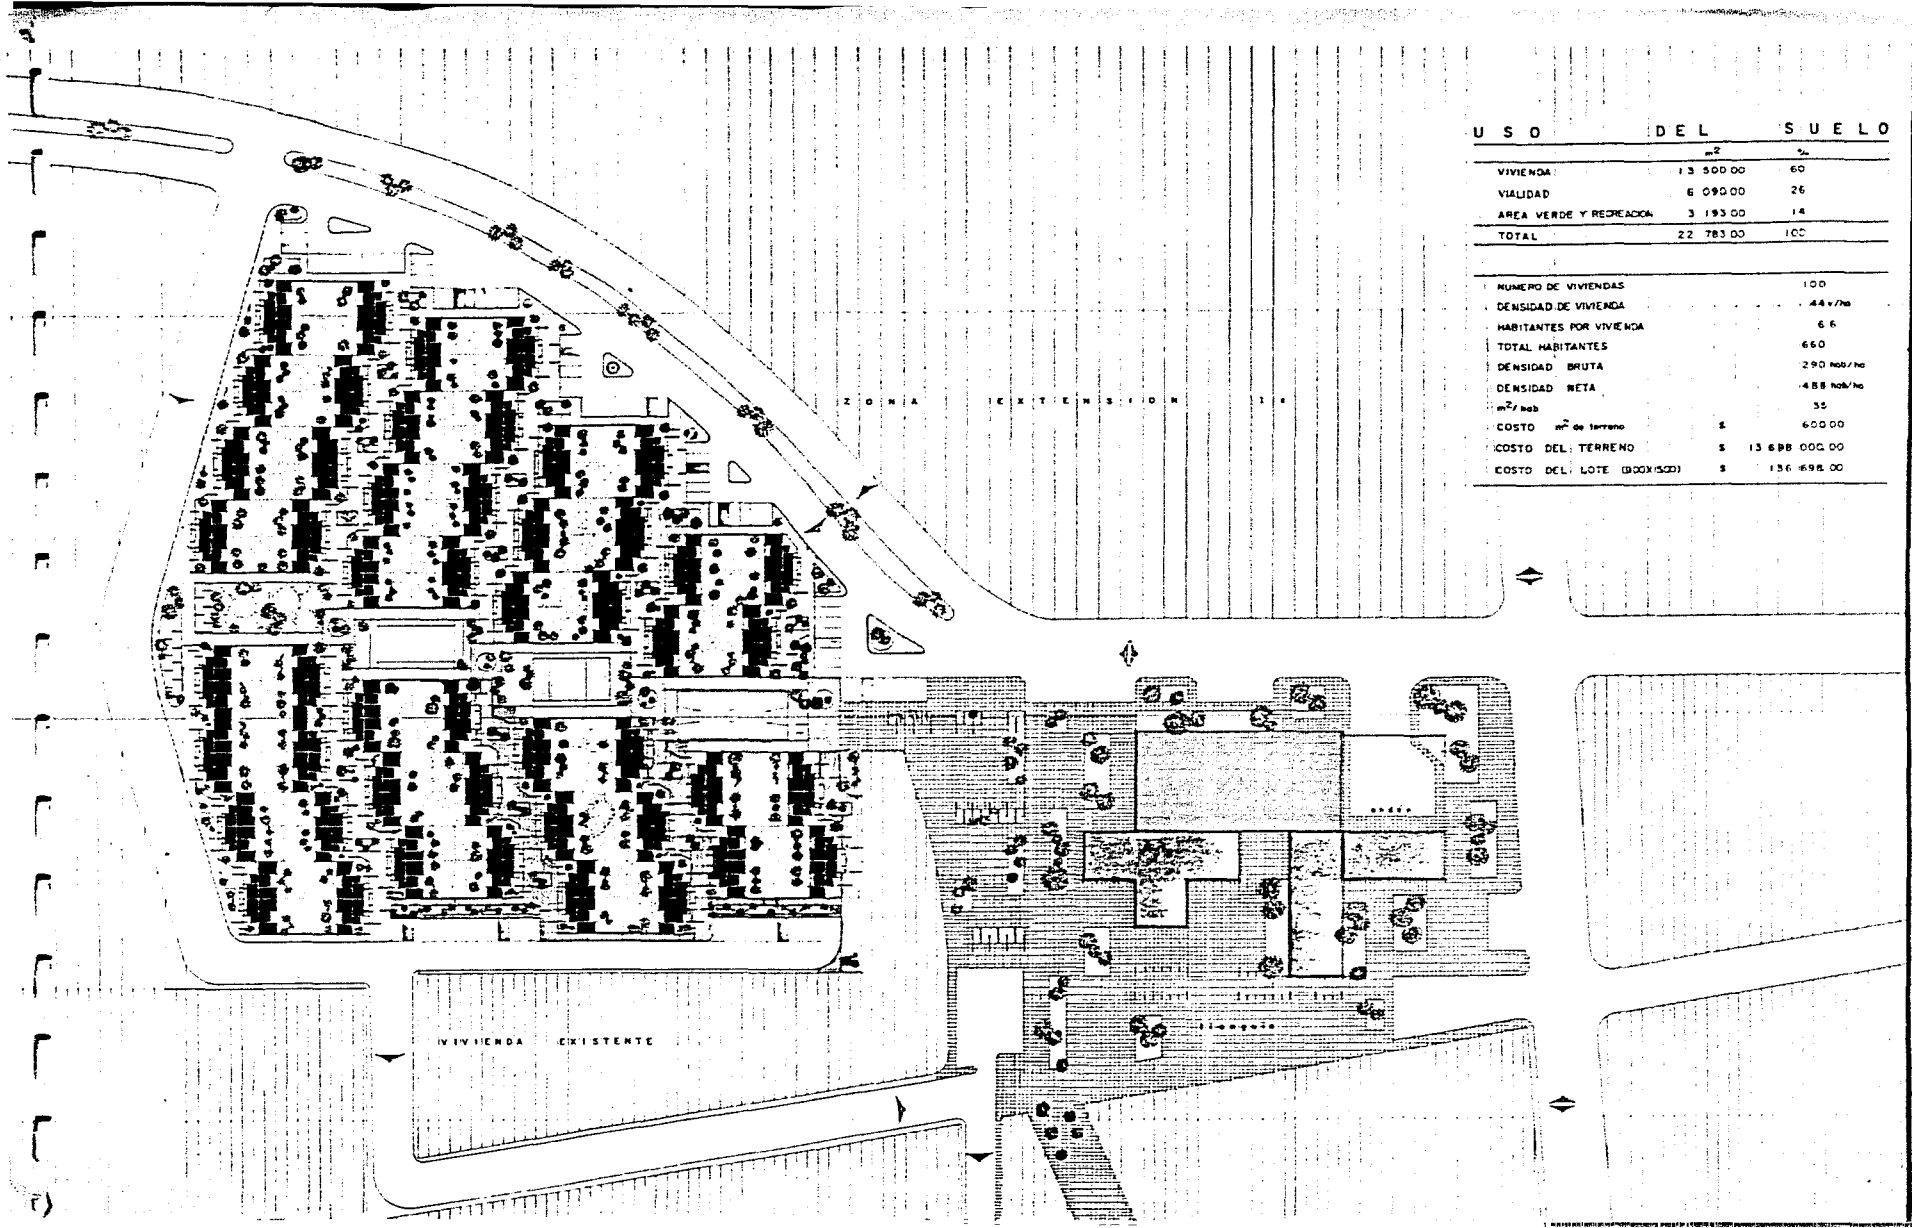 USO DEL SUELO
m2 %
VIVIENDA 13 500.00 60
VIALIDAD 6 090.00 26
AREA VERDE Y RECREACION 3 193.00 14
TOTAL 22 783.00 100
NUMERO DE VIVIENDAS 100
DENSIDAD DE VIVIENDA 44 v/ha
HABITANTES POR VIVIENDA 6.6
TOTAL HABITANTES 660
DENSIDAD BRUTA 290 hab/ha
DENSIDAD NETA 488 hab/ha
m2/hab 35
COSTO m2 de terreno $ 600.00
COSTO DEL TERRENO $ 13 698 000.00
COSTO DEL LOTE $ 136 698.00
ZONA EXTENSION
anden
tianguis
VIVIENDA EXISTENTE